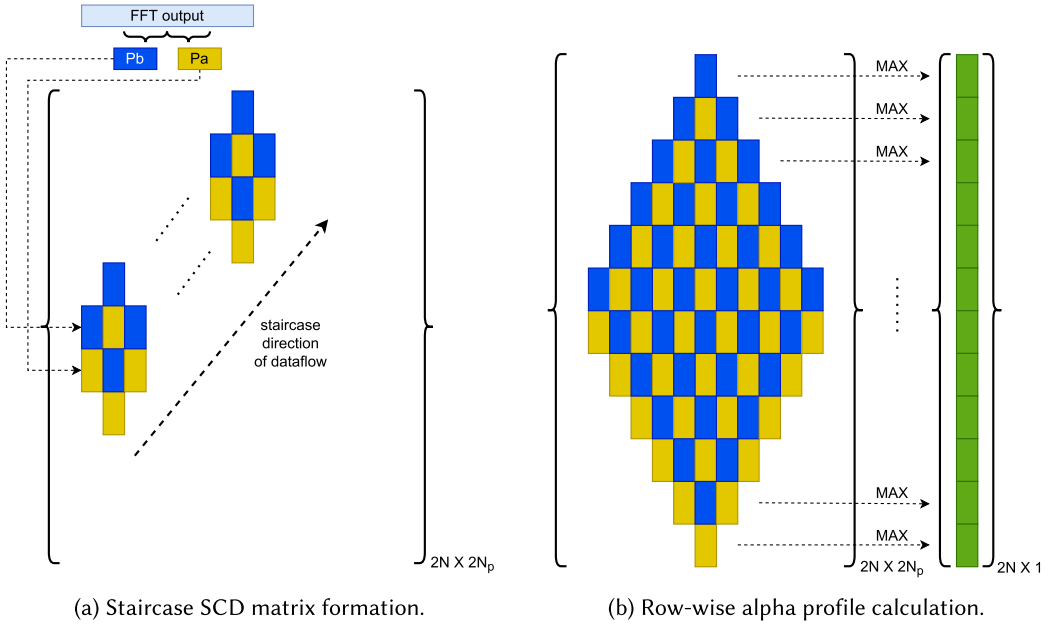 FFT output
Pb
Pa
staircase
direction
of dataflow
2N X 2Np
(a) Staircase SCD matrix formation.
MAX
MAX
MAX
MAX
MAX
2N X 2Np
2N X 1
(b) Row-wise alpha profile calculation.